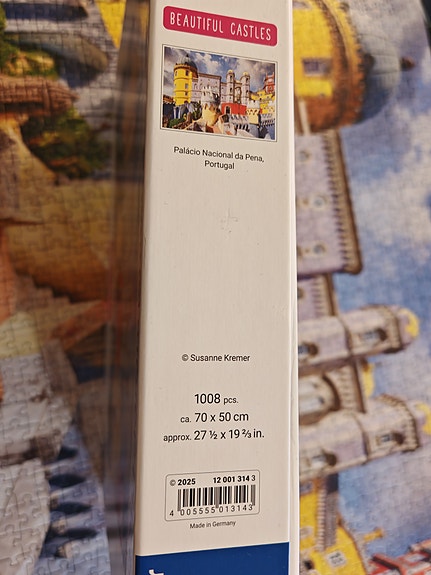 BEAUTIFUL CASTLES
Palácio Nacional da Pena,
Portugal
© Susanne Kremer
1008 pcs.
ca. 70 x 50 cm
approx. 27 ½ x 19 ⅔ in.
© 2025 12 001 314 3
4 005555 013143
Made in Germany